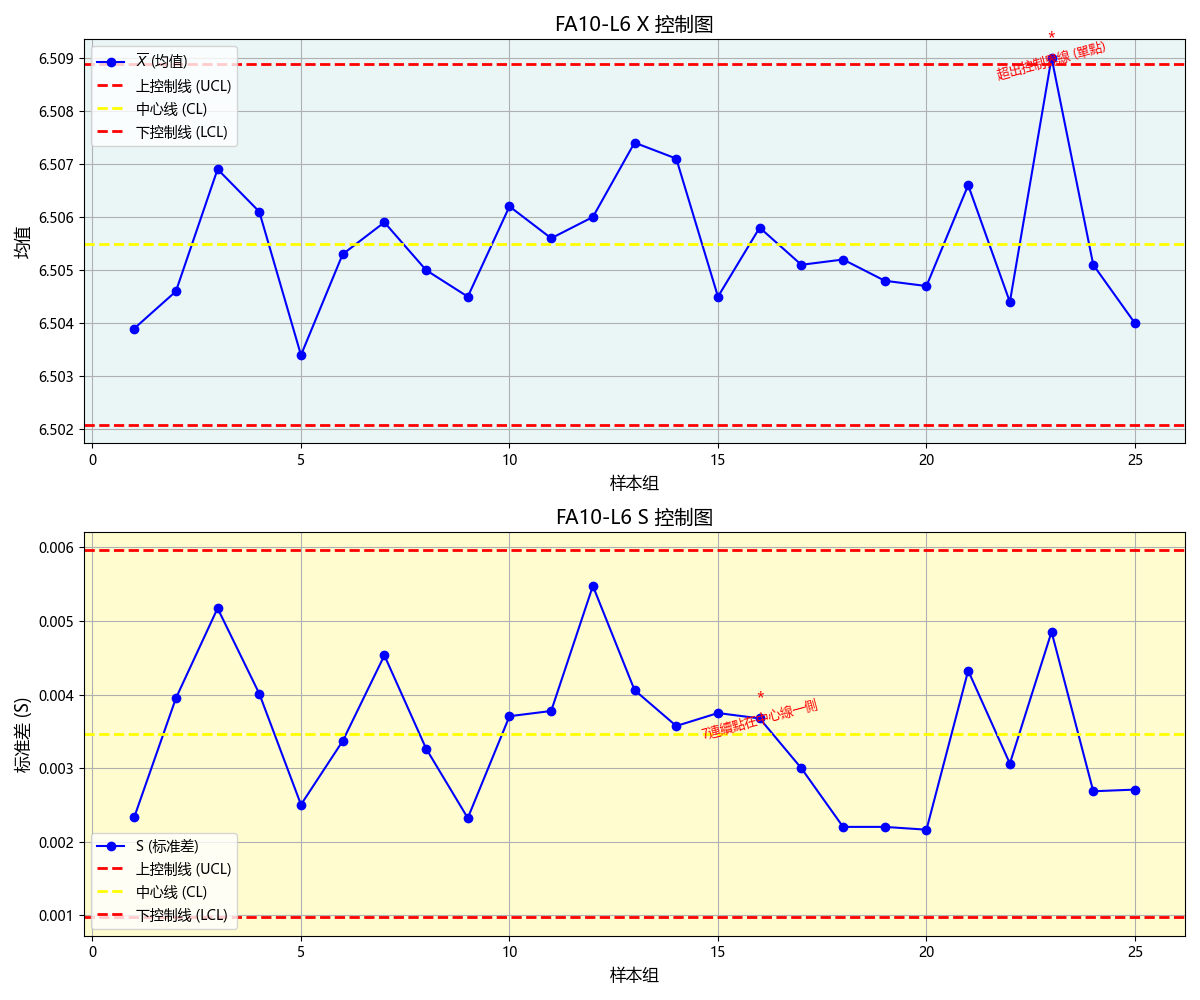 FA10-L6 X 控制图
X (均值)
上控制线 (UCL)
中心线 (CL)
下控制线 (LCL)
*
超出控制界線 (單點)
均值
6.509
6.508
6.507
6.506
6.505
6.504
6.503
6.502
0 5 10 15 20 25
样本组
FA10-L6 S 控制图
标准差 (S)
0.006
0.005
0.004
0.003
0.002
0.001
*
7連續點在中心線一側
S (标准差)
上控制线 (UCL)
中心线 (CL)
下控制线 (LCL)
0 5 10 15 20 25
样本组